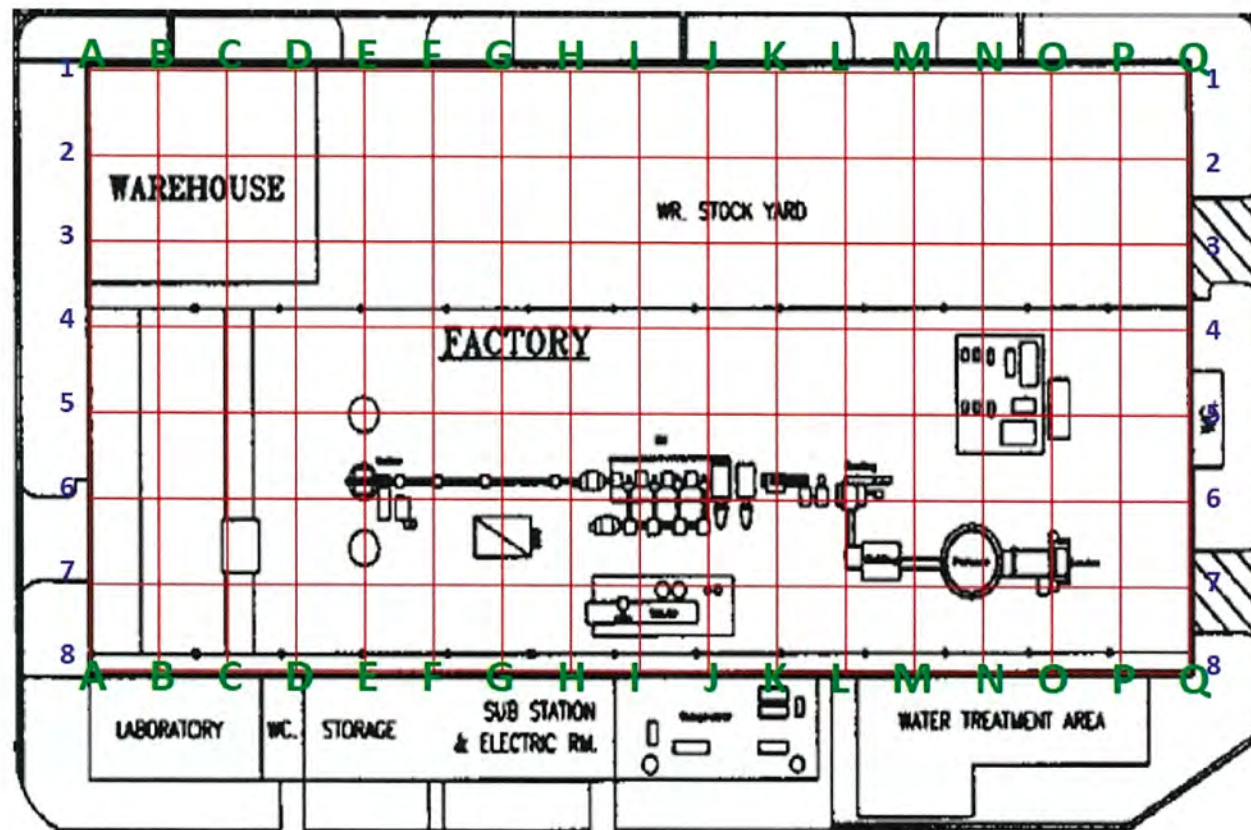 A B C D E F G H I J K L M N O P Q
1 1
2 2
WAREHOUSE
WR. STOCK YARD
3 3
4 4
FACTORY
5 5
6 6
Furnace
7 7
8 8
A B C D E F G H I J K L M N O P Q
LABORATORY
WC.
STORAGE
SUB STATION
& ELECTRIC RM.
WATER TREATMENT AREA